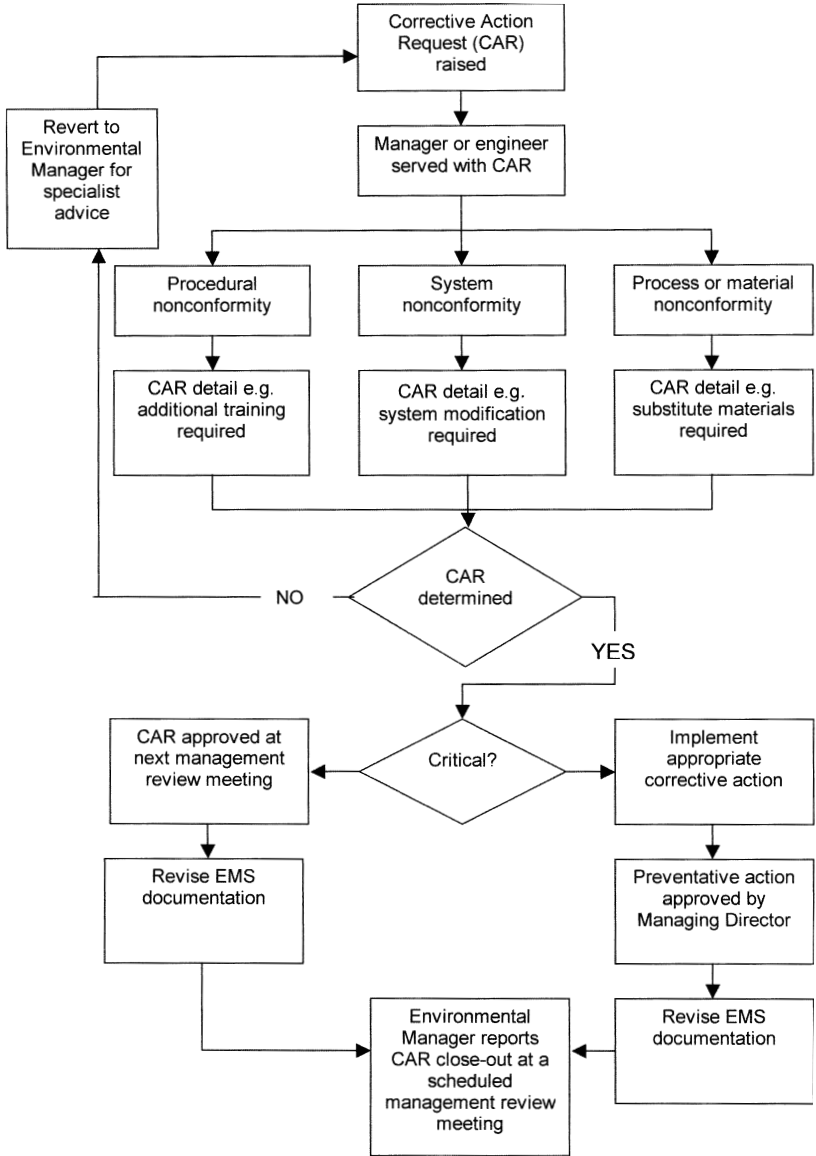 Corrective Action
Request (CAR)
raised
Revert to
Environmental
Manager for
specialist
advice
Manager or engineer
served with CAR
Procedural
nonconformity
System
nonconformity
Process or material
nonconformity
CAR detail e.g.
additional training
required
CAR detail e.g.
system modification
required
CAR detail e.g.
substitute materials
required
CAR
determined
NO
YES
CAR approved at
next management
review meeting
Critical?
Implement
appropriate
corrective action
Revise EMS
documentation
Preventative action
approved by
Managing Director
Environmental
Manager reports
CAR close-out at a
scheduled
management review
meeting
Revise EMS
documentation